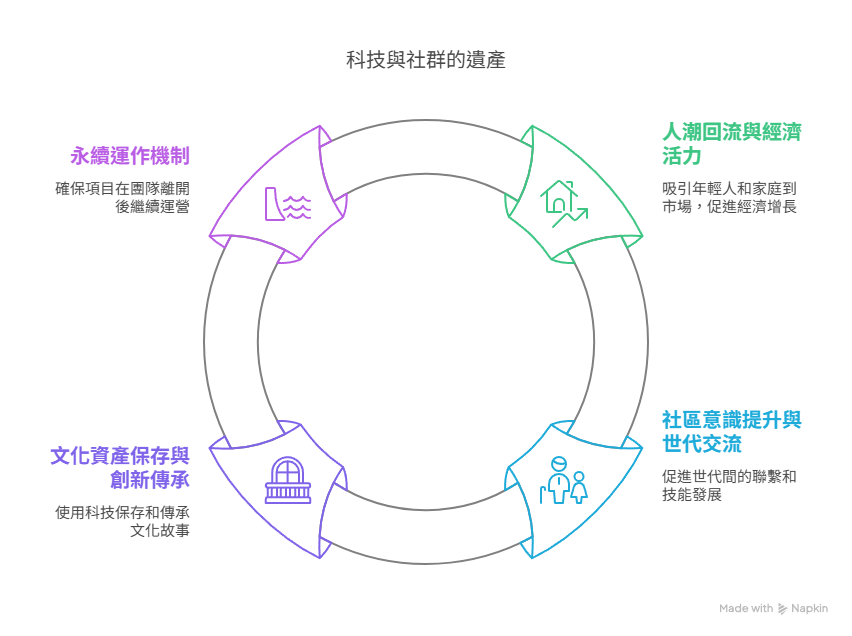 科技與社群的遺產
永續運作機制
確保項目在團隊離開
後繼續運營
人潮回流與經濟
活力
吸引年輕人和家庭到
市場，促進經濟增長
文化資產保存與
創新傳承
使用科技保存和傳承
文化故事
社區意識提升與
世代交流
促進世代間的聯繫和
技能發展
Made with Napkin